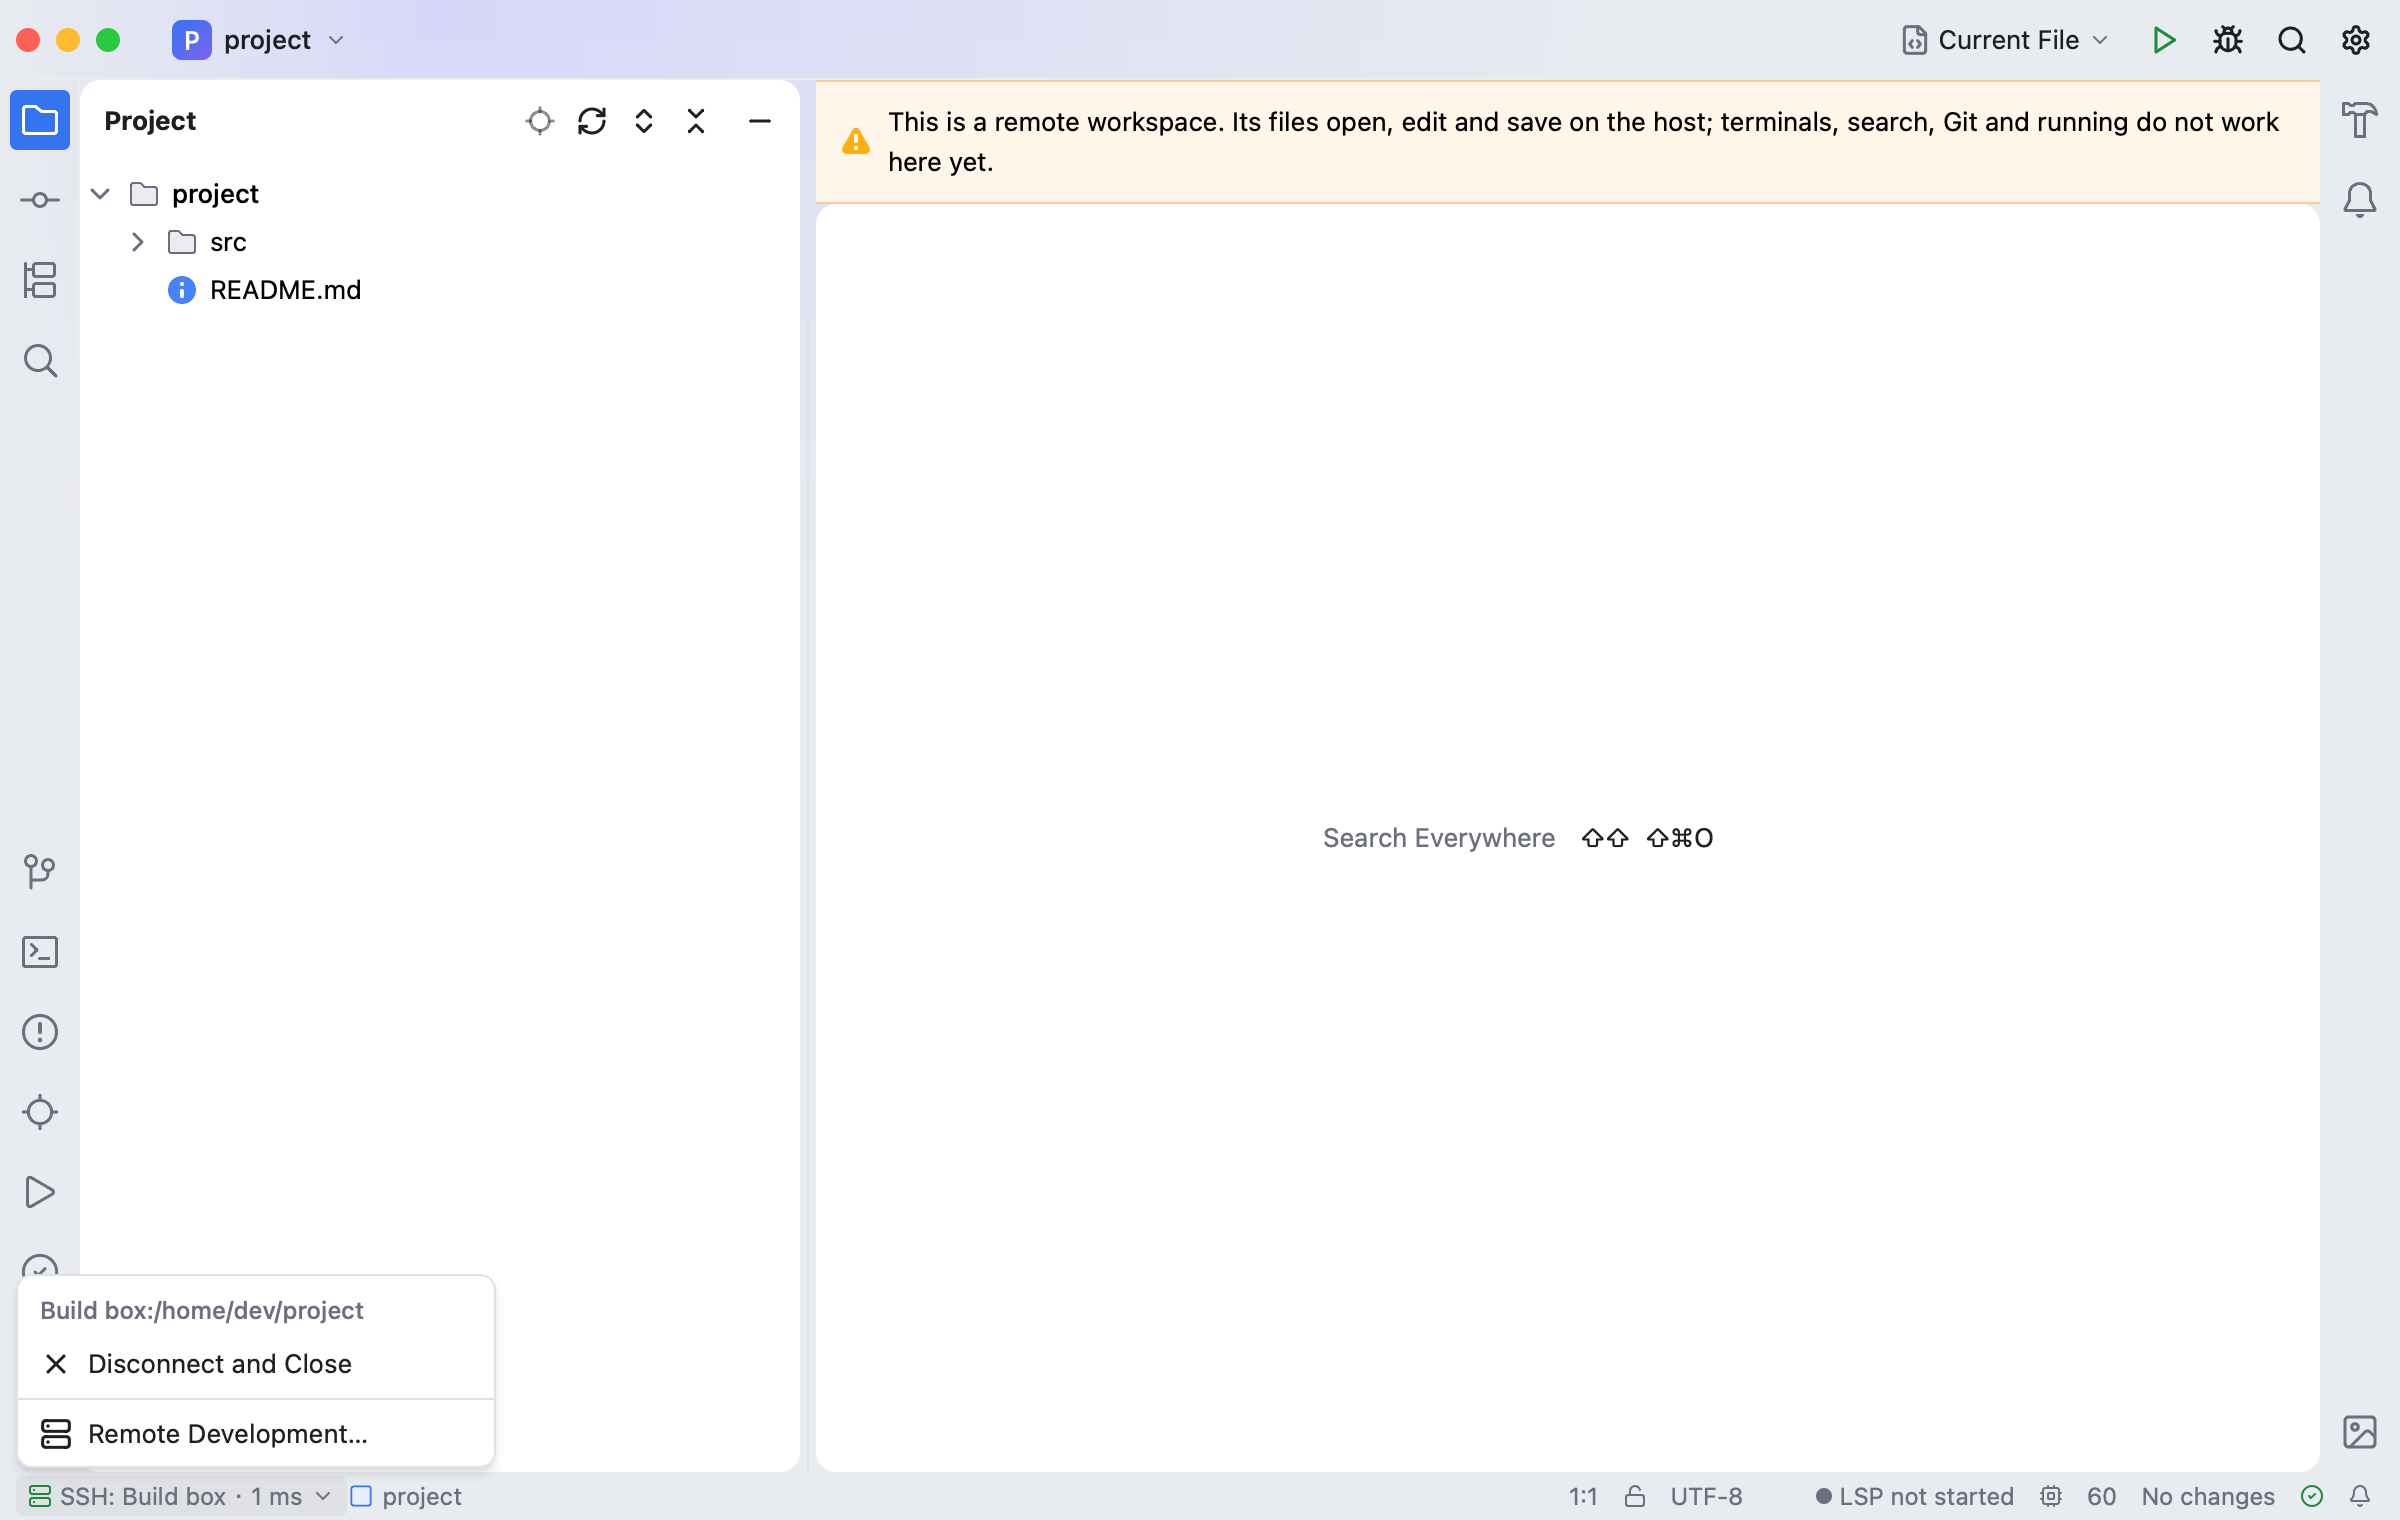 P project
Current File
Project
project
src
README.md
This is a remote workspace. Its files open, edit and save on the host; terminals, search, Git and running do not work
here yet.
Search Everywhere ⇧⇧ ⇧⌘O
Build box:/home/dev/project
Disconnect and Close
Remote Development...
SSH: Build box · 1 ms
project
1:1
UTF-8
LSP not started
60
No changes